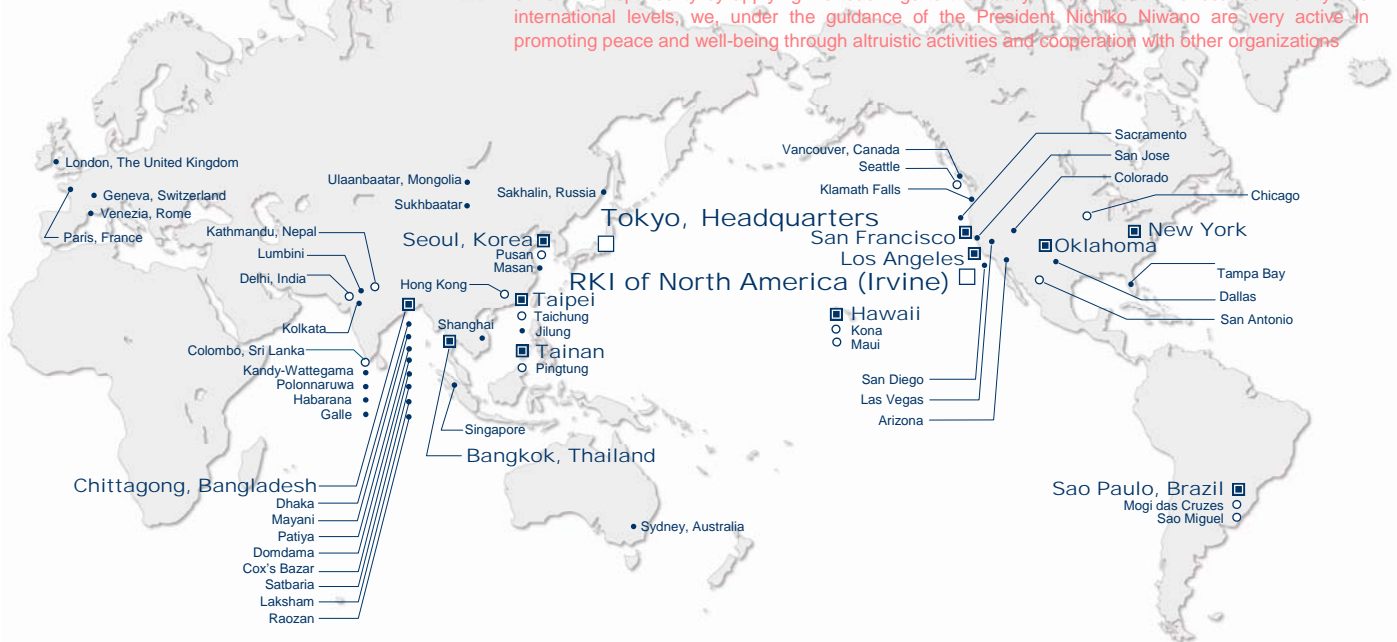 international levels, we, under the guidance of the President Nichiko Niwano are very active in
promoting peace and well-being through altruistic activities and cooperation with other organizations
London, The United Kingdom
Geneva, Switzerland
Venezia, Rome
Paris, France
Ulaanbaatar, Mongolia
Sukhbaatar
Sakhalin, Russia
Kathmandu, Nepal
Lumbini
Delhi, India
Kolkata
Colombo, Sri Lanka
Kandy-Wattegama
Polonnaruwa
Habarana
Galle
Seoul, Korea
Pusan
Masan
Hong Kong
Shanghai
Tokyo, Headquarters
RKI of North America (Irvine)
Taipei
Taichung
Jilung
Tainan
Pingtung
Singapore
Bangkok, Thailand
Chittagong, Bangladesh
Dhaka
Mayani
Patiya
Domdama
Cox's Bazar
Satbaria
Laksham
Raozan
Sydney, Australia
Vancouver, Canada
Seattle
Klamath Falls
San Francisco
Los Angeles
Hawaii
Kona
Maui
San Diego
Las Vegas
Arizona
Sacramento
San Jose
Colorado
Chicago
New York
Oklahoma
Tampa Bay
Dallas
San Antonio
Sao Paulo, Brazil
Mogi das Cruzes
Sao Miguel